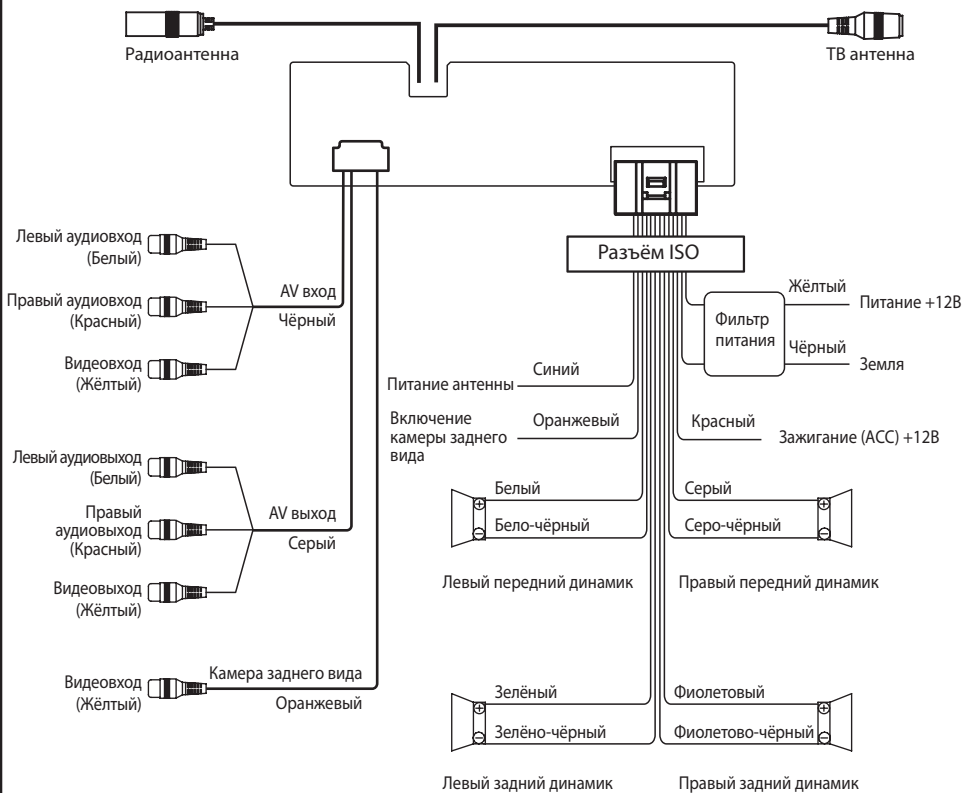 Радиоантенна
ТВ антенна
Левый аудиовход
(Белый)
Правый аудиовход
(Красный)
Видеовход
(Жёлтый)
AV вход
Чёрный
Разъём ISO
Жёлтый
Питание +12В
Фильтр
питания
Чёрный
Земля
Синий
Питание антенны
Включение
камеры заднего
вида
Оранжевый
Красный
Зажигание (ACC) +12В
Левый аудиовыход
(Белый)
Правый
аудиовыход
(Красный)
Видеовыход
(Жёлтый)
AV выход
Серый
Белый
Бело-чёрный
Серый
Серо-чёрный
Левый передний динамик
Правый передний динамик
Видеовход
(Жёлтый)
Камера заднего вида
Оранжевый
Зелёный
Зелёно-чёрный
Фиолетовый
Фиолетово-чёрный
Левый задний динамик
Правый задний динамик